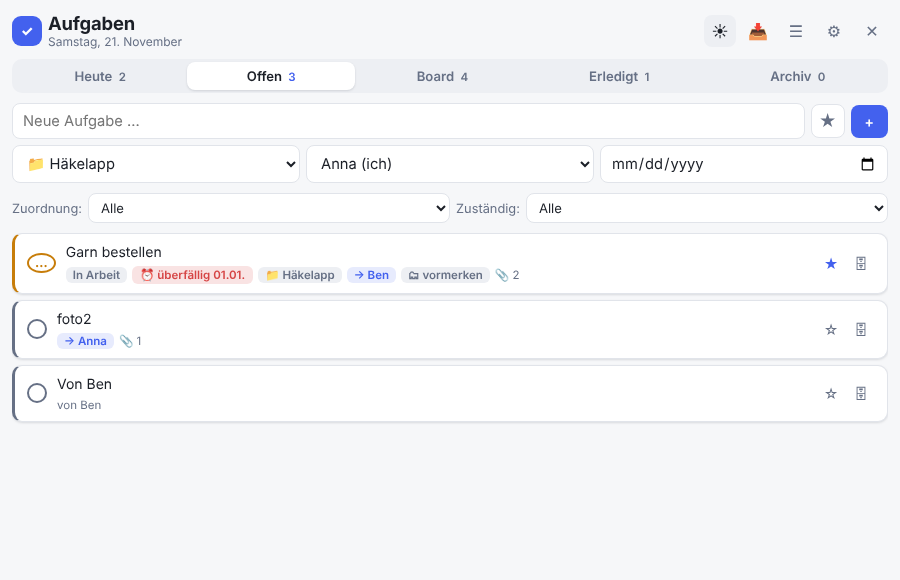 Aufgaben
Samstag, 21. November
Heute 2
Offen 3
Board 4
Erledigt 1
Archiv 0
Neue Aufgabe ...
+
Häkelapp
Anna (ich)
mm/dd/yyyy
Zuordnung: Alle
Zuständig: Alle
Garn bestellen
In Arbeit ⏰ überfällig 01.01. 📁 Häkelapp → Ben 🗂 vormerken 📎 2
foto2
→ Anna 📎 1
Von Ben
von Ben